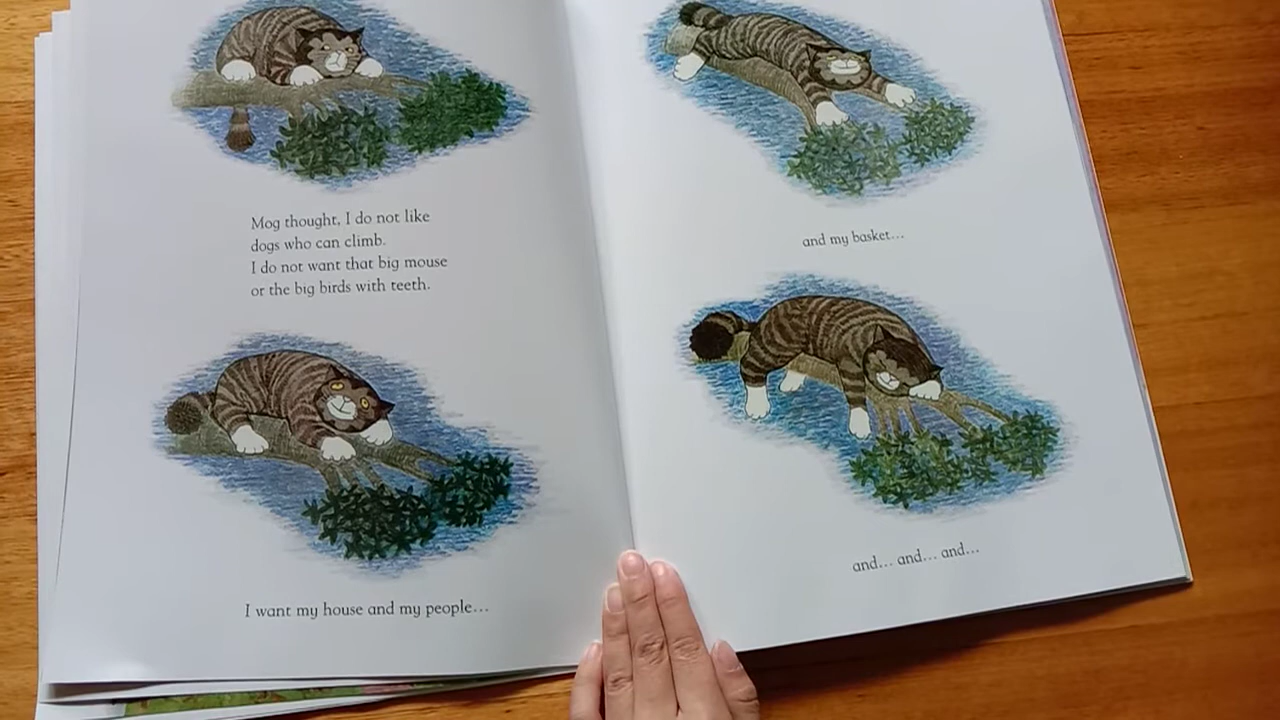 Mog thought, I do not like
dogs who can climb.
I do not want that big mouse
or the big birds with teeth.
I want my house and my people...
and my basket...
and... and... and...